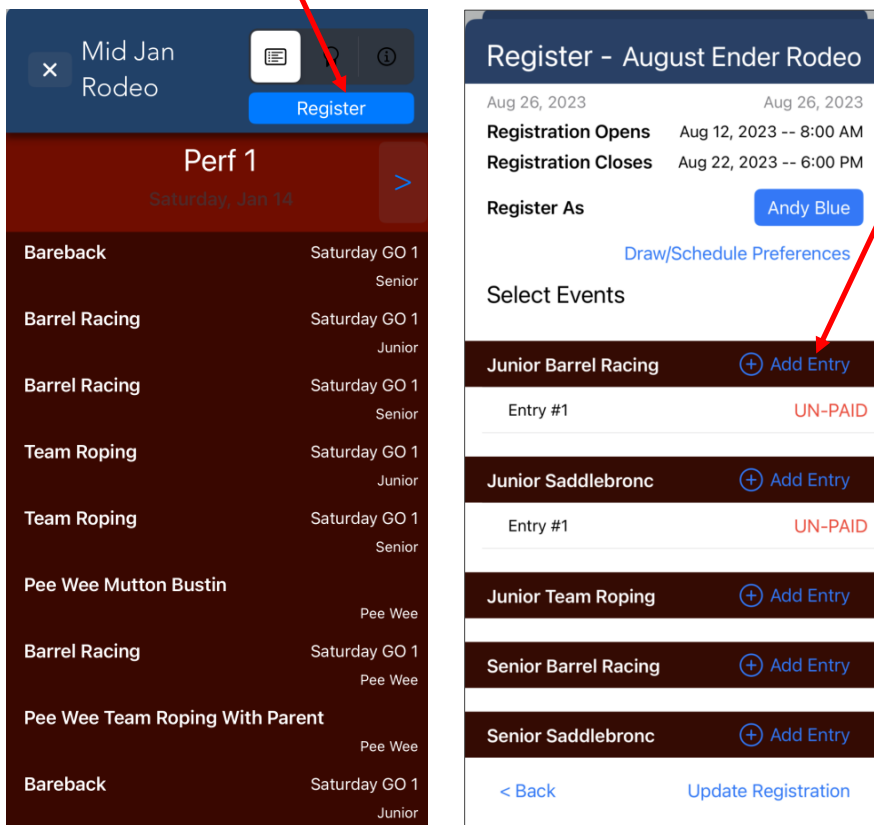 Mid Jan
Rodeo
Register
Perf 1
Saturday, Jan 14
>
Bareback Saturday GO 1
Senior
Barrel Racing Saturday GO 1
Junior
Barrel Racing Saturday GO 1
Senior
Team Roping Saturday GO 1
Junior
Team Roping Saturday GO 1
Senior
Pee Wee Mutton Bustin
Pee Wee
Barrel Racing Saturday GO 1
Pee Wee
Pee Wee Team Roping With Parent
Pee Wee
Bareback Saturday GO 1
Junior
Register - August Ender Rodeo
Aug 26, 2023 Aug 26, 2023
Registration Opens Aug 12, 2023 -- 8:00 AM
Registration Closes Aug 22, 2023 -- 6:00 PM
Register As Andy Blue
Draw/Schedule Preferences
Select Events
Junior Barrel Racing Add Entry
Entry #1 UN-PAID
Junior Saddlebronc Add Entry
Entry #1 UN-PAID
Junior Team Roping Add Entry
Senior Barrel Racing Add Entry
Senior Saddlebronc Add Entry
< Back Update Registration